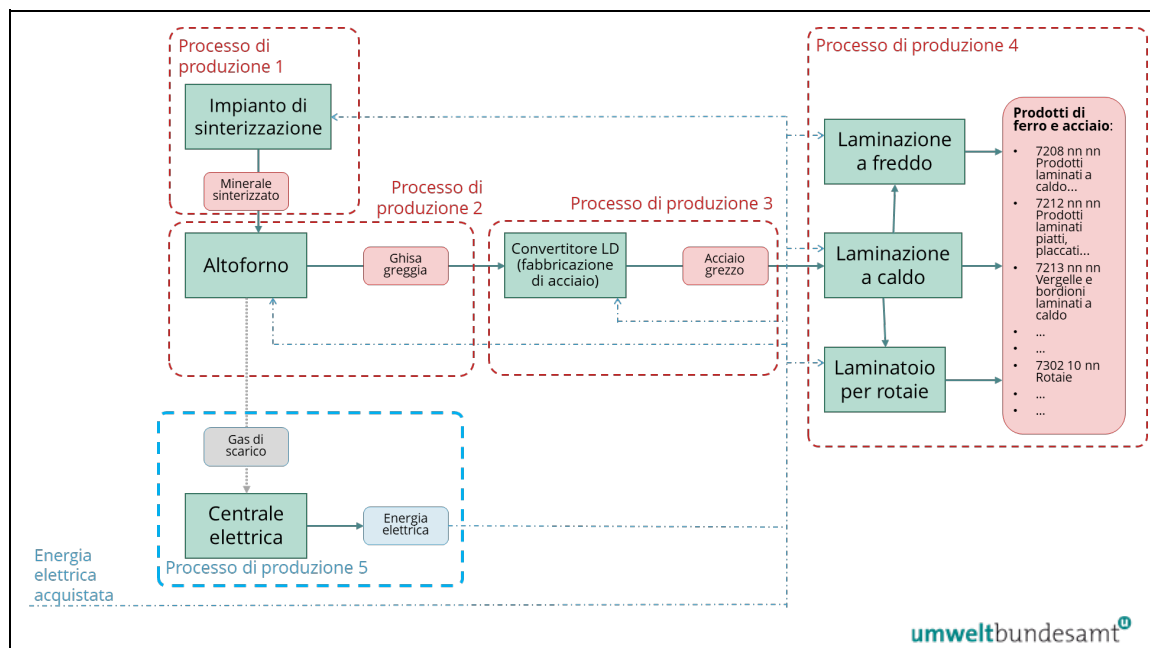 Processo di
produzione 1
Impianto di
sinterizzazione
Minerale
sinterizzato
Processo di
produzione 2
Altoforno
Ghisa
greggia
Processo di produzione 3
Convertitore LD
(fabbricazione
di acciaio)
Acciaio
grezzo
Processo di produzione 4
Laminazione
a freddo
Laminazione
a caldo
Laminatoio
per rotaie
Prodotti di
ferro e acciaio:
• 7208 nn nn
Prodotti
laminati a
caldo...
• 7212 nn nn
Prodotti
laminati
piatti,
placcati...
• 7213 nn nn
Vergelle e
bordioni
laminati a
caldo
• ...
• ...
• 7302 10 nn
Rotaie
• ...
• ...
Gas di
scarico
Centrale
elettrica
Energia
elettrica
Processo di produzione 5
Energia
elettrica
acquistata
umweltbundesamt u